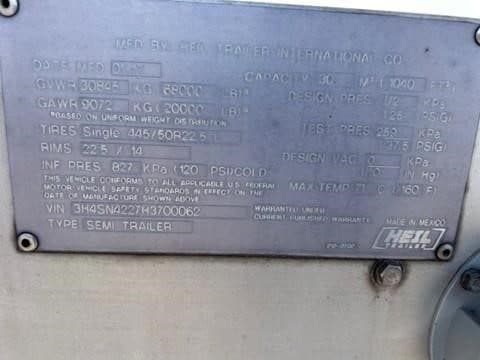 MFD BY HEIL TRAILER INTERNATIONAL CO
DATE MFD
CAPACITY 30. M³ (1040 FT³)
GVWR 30845 KG (68000 LB)*
DESIGN PRES 172 KPa
GAWR 9072 KG (20000 LB)*
(25 PSIG)
*BASED ON UNIFORM WEIGHT DISTRIBUTION
TEST PRES 259 KPa
TIRES Single 445/50R22.5
(37.5 PSIG)
RIMS 22.5 / 14
DESIGN VAC 0 KPa
INF PRES 827 KPa (120 PSI)COLD
(0 In Hg)
THIS VEHICLE CONFORMS TO ALL APPLICABLE U.S. FEDERAL
MOTOR VEHICLE SAFETY STANDARDS IN EFFECT ON THE
DATE OF MANUFACTURE SHOWN ABOVE
MAX TEMP 71 C (160 F)
VIN 3H4SN4227H3700062
WARRANTED UNDER
CURRENT PUBLISHED WARRANTY
TYPE SEMI TRAILER
MADE IN MEXICO
HEIL
TRAILER